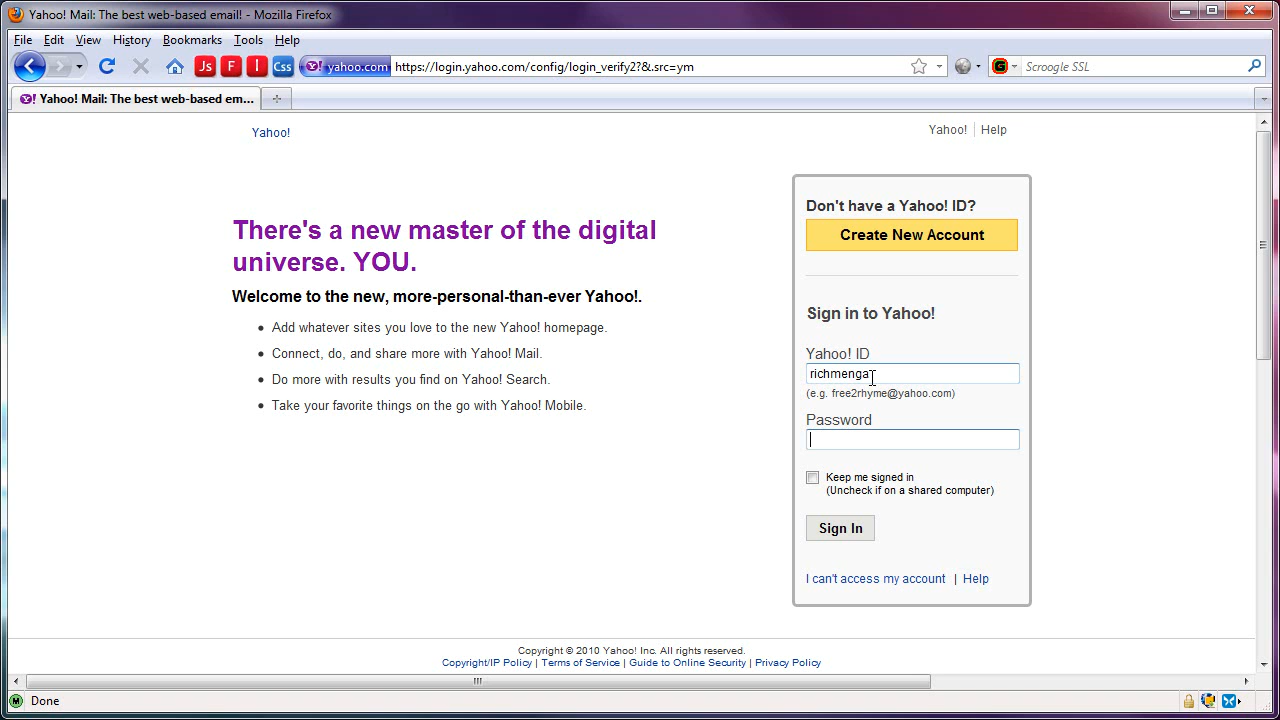 Yahoo! Mail: The best web-based email! - Mozilla Firefox
File Edit View History Bookmarks Tools Help
Js F I Css Y! yahoo.com https://login.yahoo.com/config/login_verify2?&.src=ym G Scroogle SSL
Y! Yahoo! Mail: The best web-based em...
Yahoo!
Yahoo! Help
There's a new master of the digital
universe. YOU.
Welcome to the new, more-personal-than-ever Yahoo!.
Add whatever sites you love to the new Yahoo! homepage.
Connect, do, and share more with Yahoo! Mail.
Do more with results you find on Yahoo! Search.
Take your favorite things on the go with Yahoo! Mobile.
Don't have a Yahoo! ID?
Create New Account
Sign in to Yahoo!
Yahoo! ID
richmenga
(e.g. free2rhyme@yahoo.com)
Password
Keep me signed in
(Uncheck if on a shared computer)
Sign In
I can't access my account | Help
Copyright © 2010 Yahoo! Inc. All rights reserved.
Copyright/IP Policy | Terms of Service | Guide to Online Security | Privacy Policy
M Done